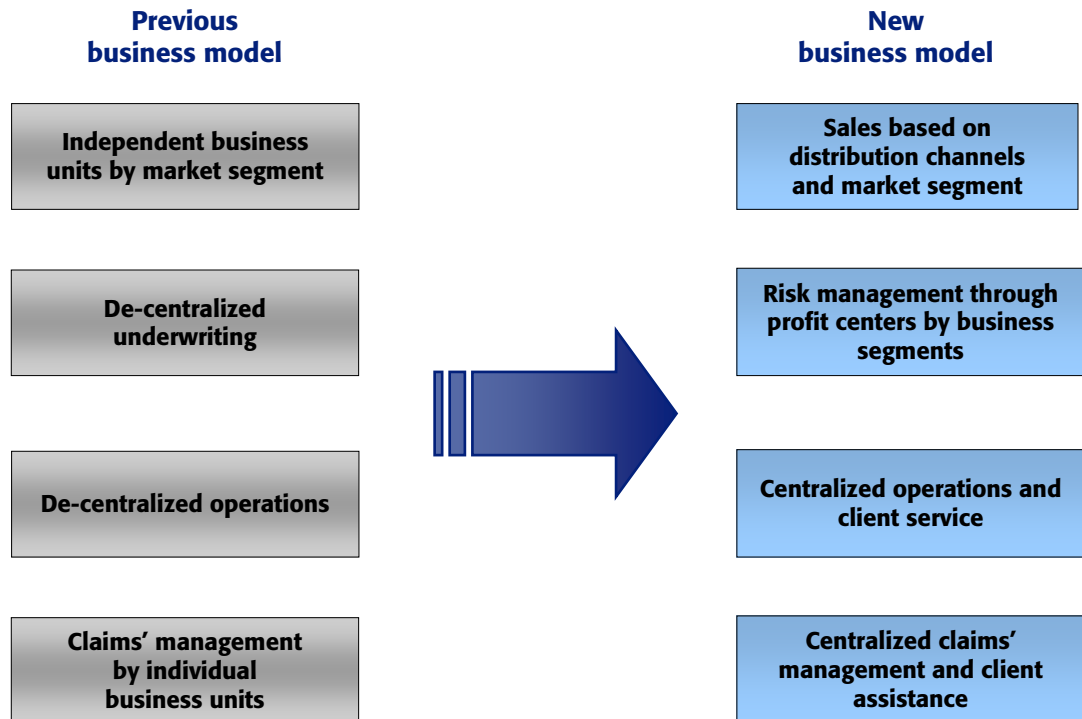 Previous
business model
New
business model
Independent business
units by market segment
Sales based on
distribution channels
and market segment
De-centralized
underwriting
Risk management through
profit centers by business
segments
De-centralized operations
Centralized operations and
client service
Claims’ management
by individual
business units
Centralized claims’
management and client
assistance